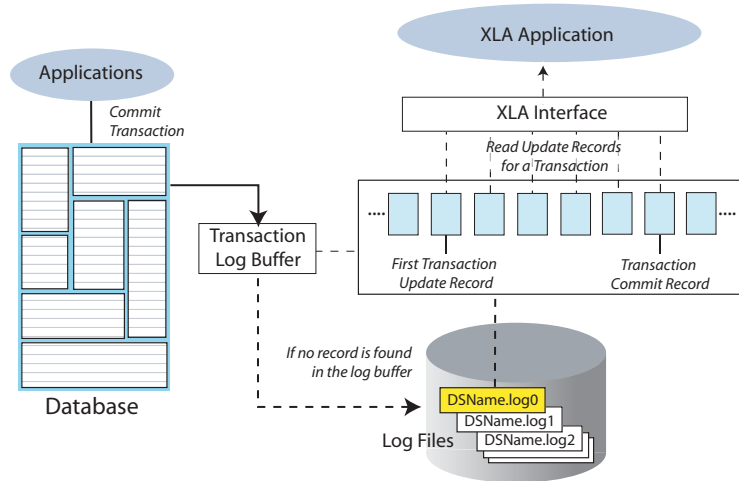 XLA Application
Applications
Commit
Transaction
XLA Interface
Read Update Records
for a Transaction
....
....
Transaction
Log Buffer
First Transaction
Update Record
Transaction
Commit Record
If no record is found
in the log buffer
Database
DSName.log0
DSName.log1
Log Files
DSName.log2